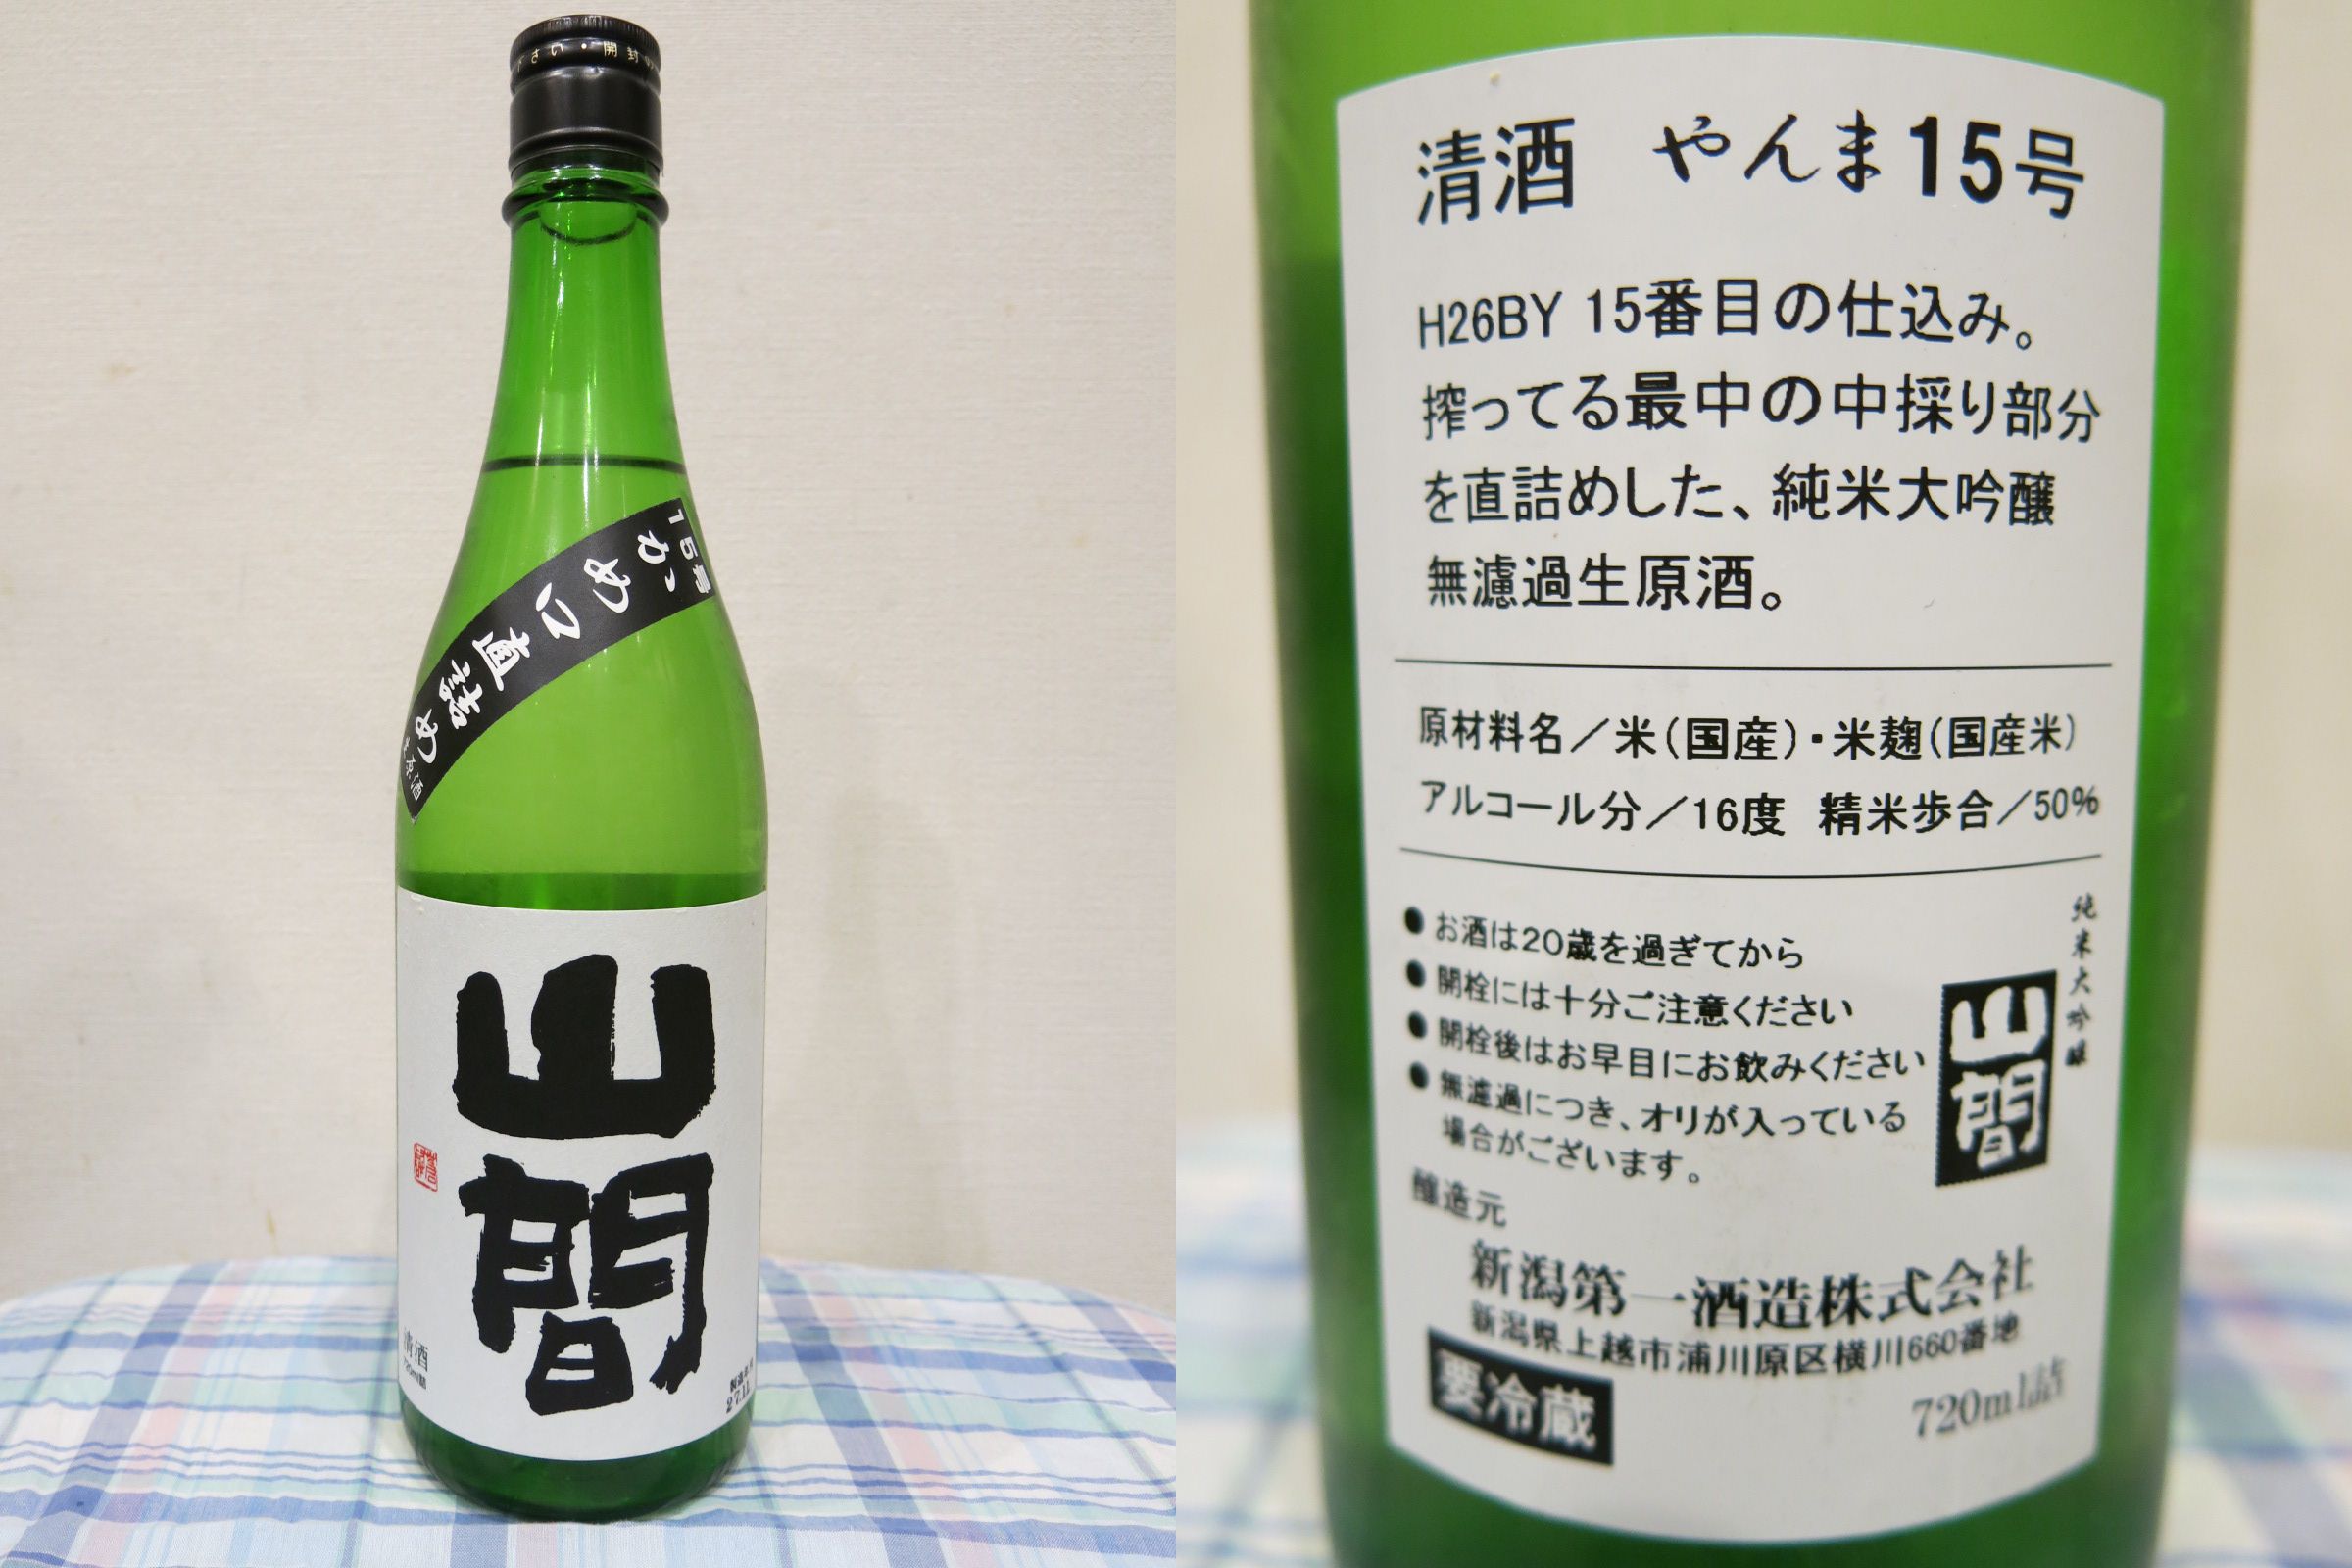 さい・開封
15号
かめ口直詰め
原酒
山間
清酒
27.11
清酒 やんま15号
H26BY 15番目の仕込み。
搾ってる最中の中採り部分
を直詰めした、純米大吟醸
無濾過生原酒。
原材料名／米(国産)・米麹(国産米)
アルコール分／16度 精米歩合／50%
●お酒は20歳を過ぎてから
●開栓には十分ご注意ください
●開栓後はお早目にお飲みください
●無濾過につき、オリが入っている
場合がございます。
純米大吟醸
山間
醸造元
新潟第一酒造株式会社
新潟県上越市浦川原区横川660番地
要冷蔵
720ml詰